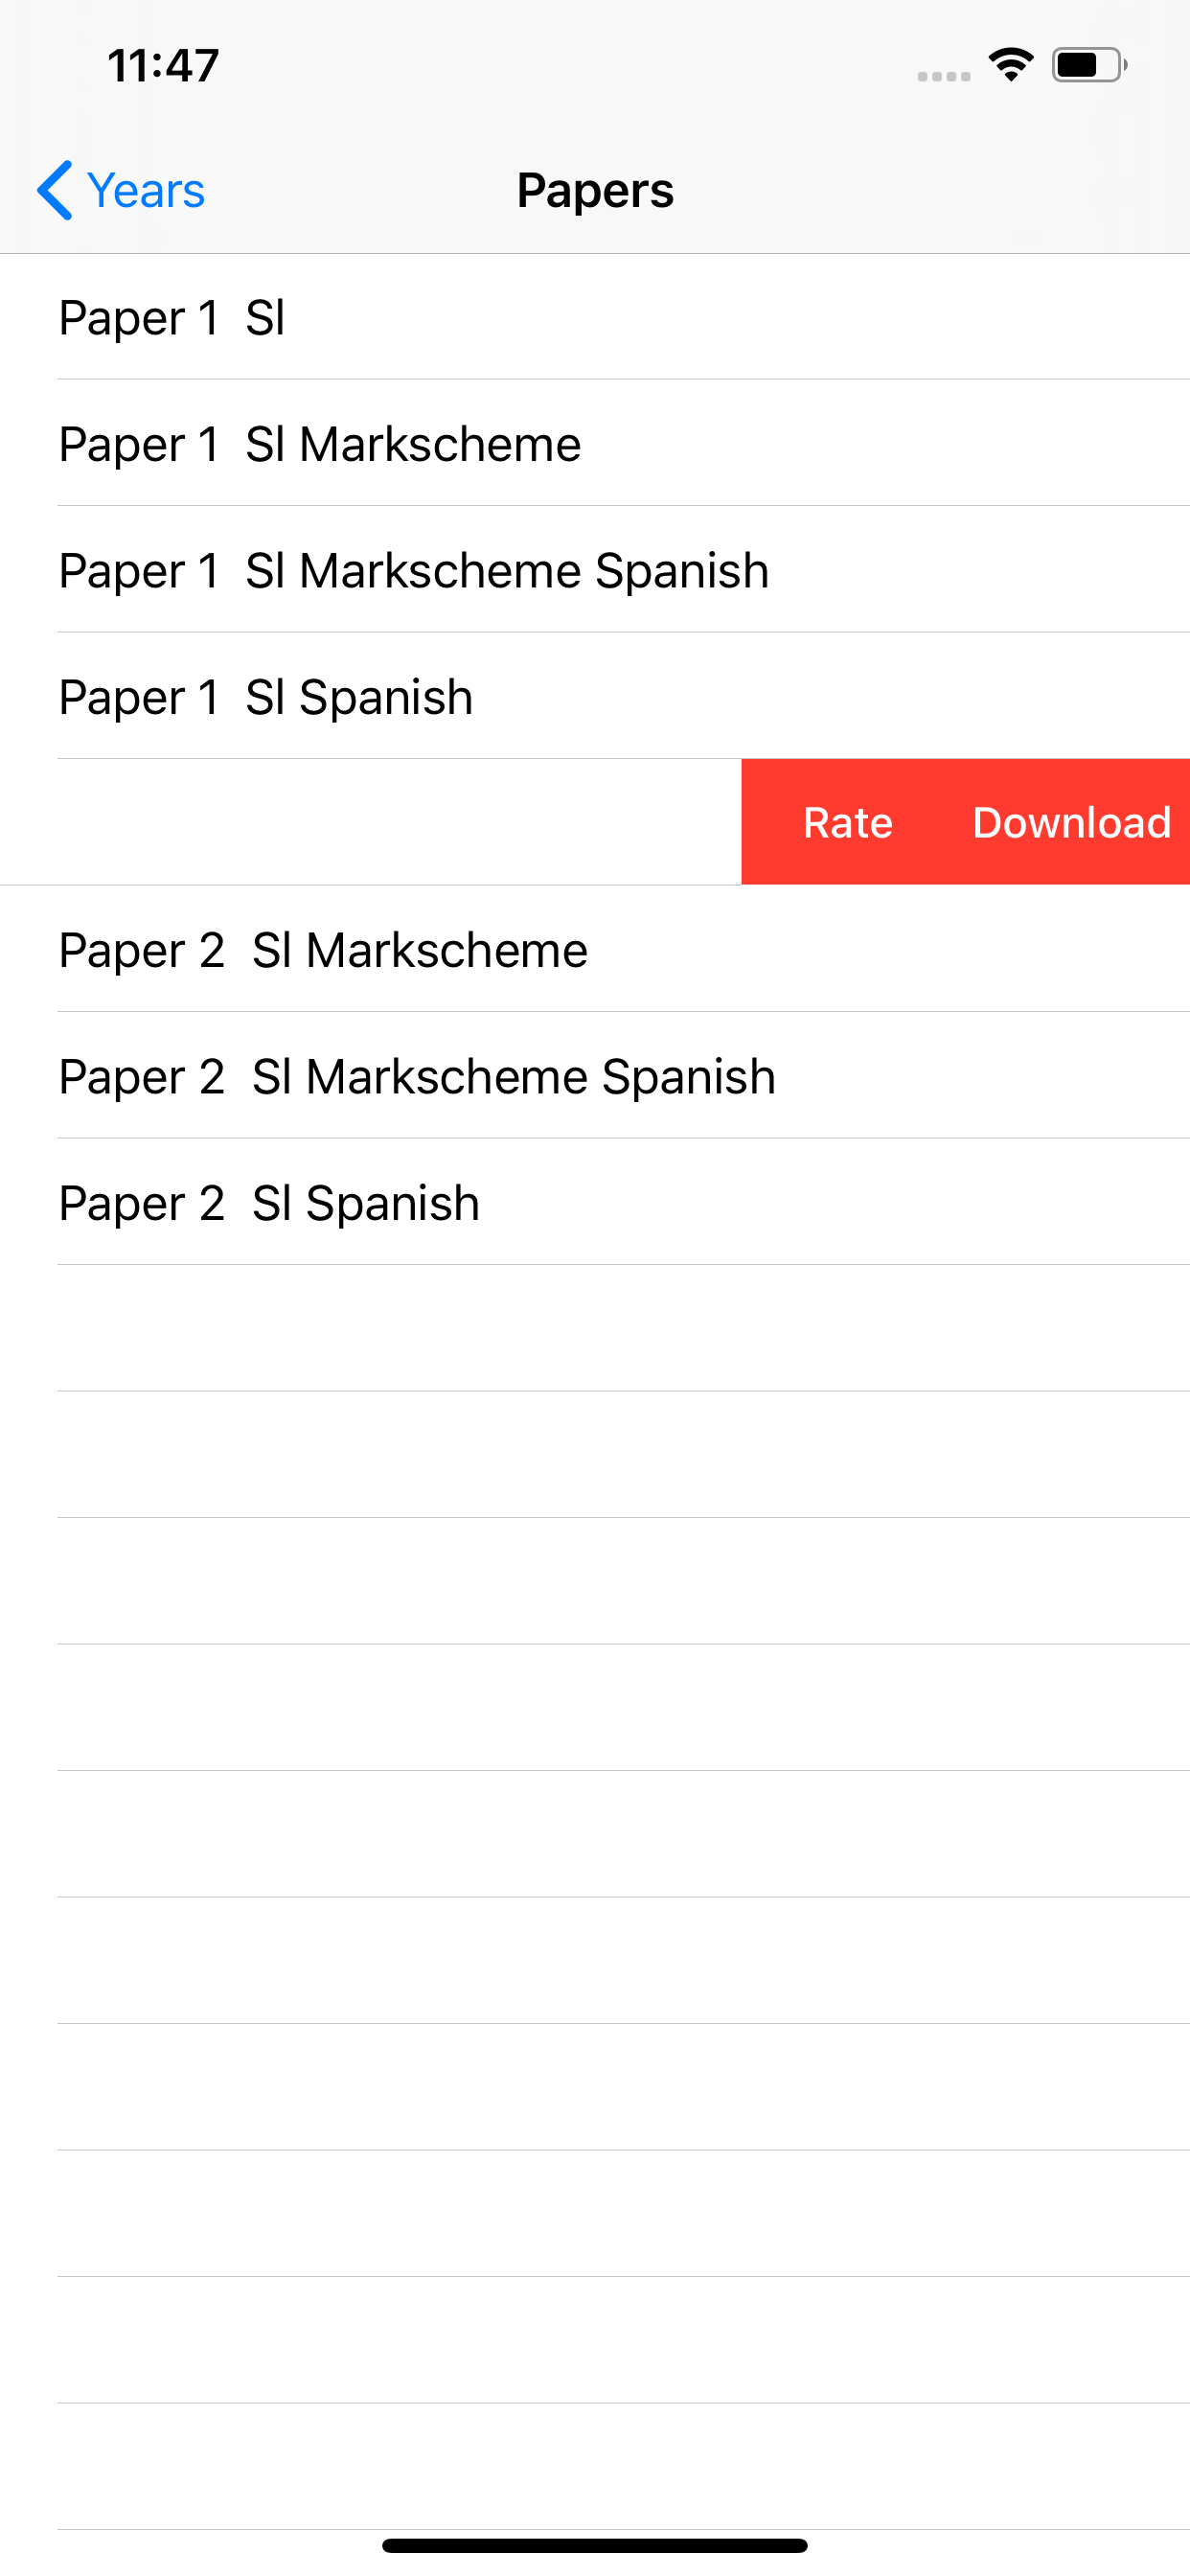 11:47
Years
Papers
Paper 1  Sl
Paper 1  Sl Markscheme
Paper 1  Sl Markscheme Spanish
Paper 1  Sl Spanish
Rate Download
Paper 2  Sl Markscheme
Paper 2  Sl Markscheme Spanish
Paper 2  Sl Spanish